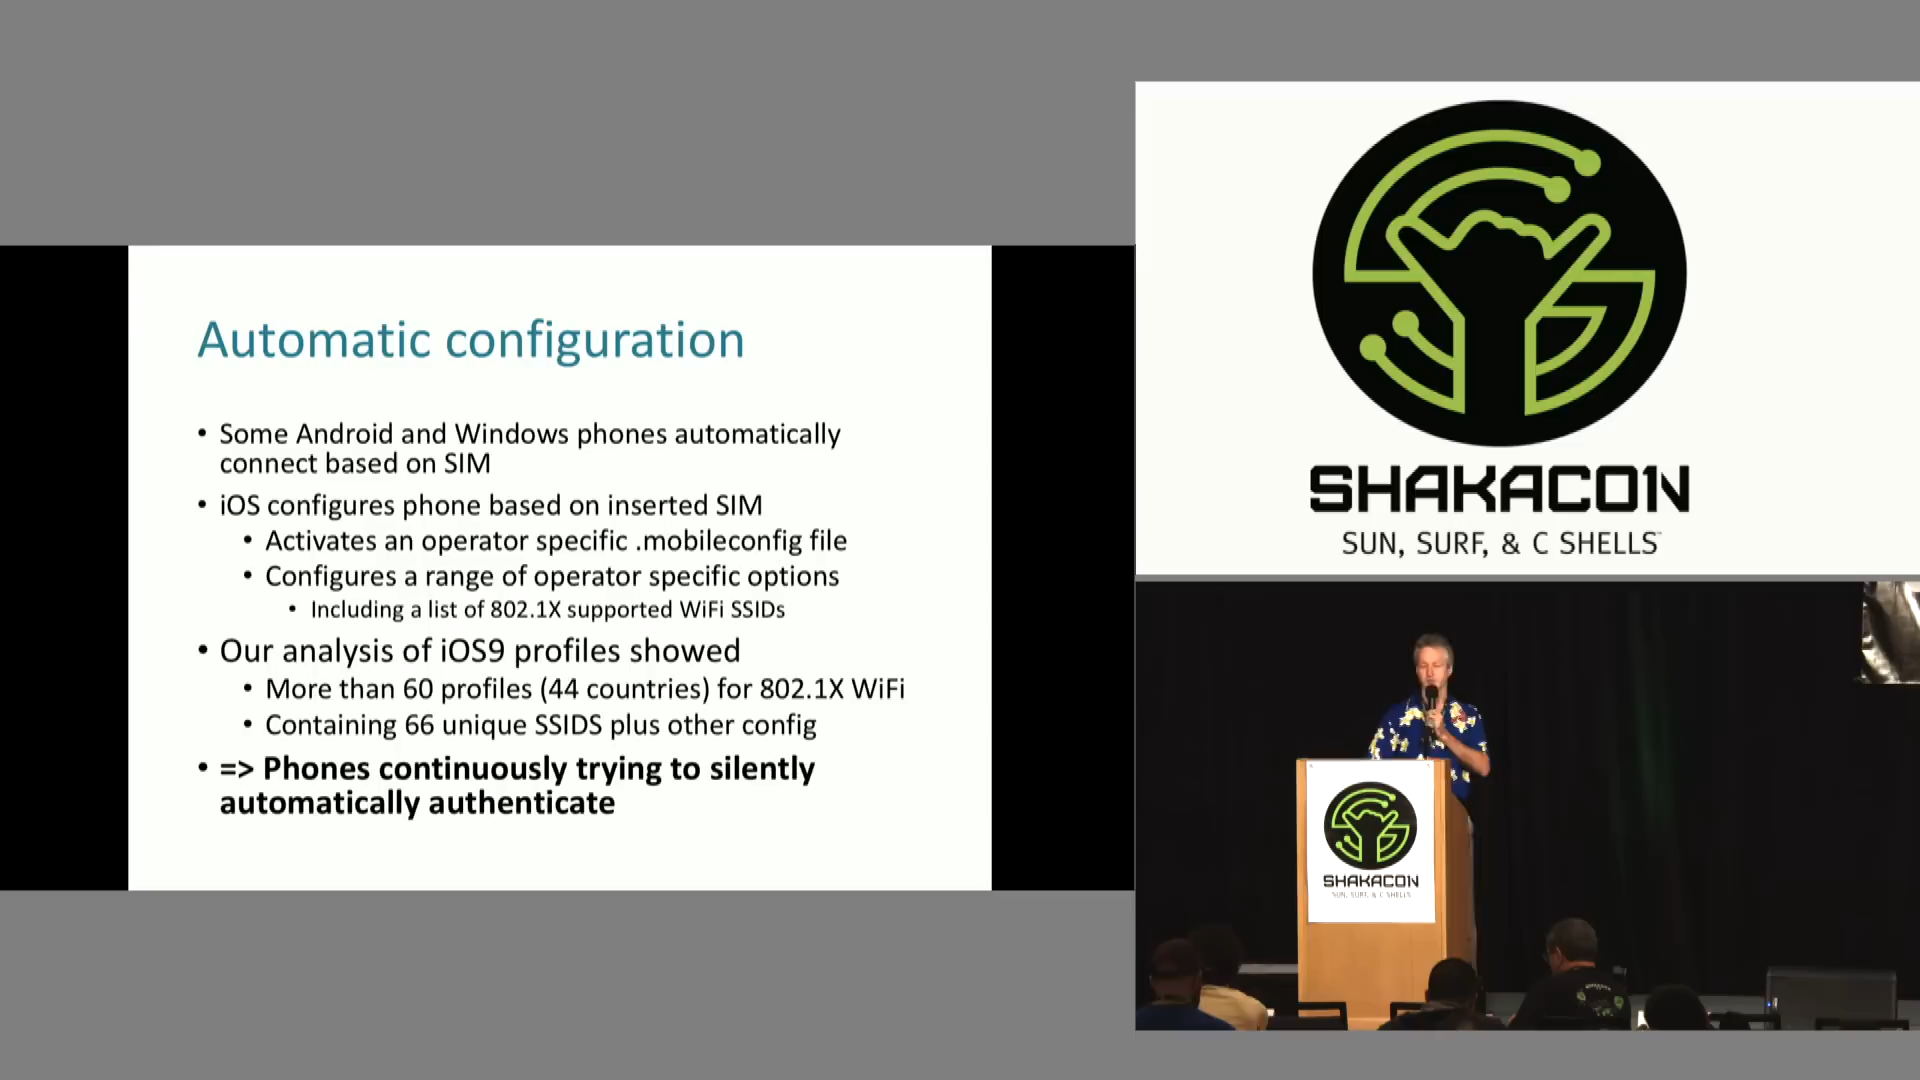 Automatic configuration
• Some Android and Windows phones automatically
connect based on SIM
• iOS configures phone based on inserted SIM
• Activates an operator specific .mobileconfig file
• Configures a range of operator specific options
• Including a list of 802.1X supported WiFi SSIDs
• Our analysis of iOS9 profiles showed
• More than 60 profiles (44 countries) for 802.1X WiFi
• Containing 66 unique SSIDS plus other config
• => Phones continuously trying to silently
automatically authenticate
SHAKACON
SUN, SURF, & C SHELLS
SHAKACON
SUN, SURF, & C SHELLS